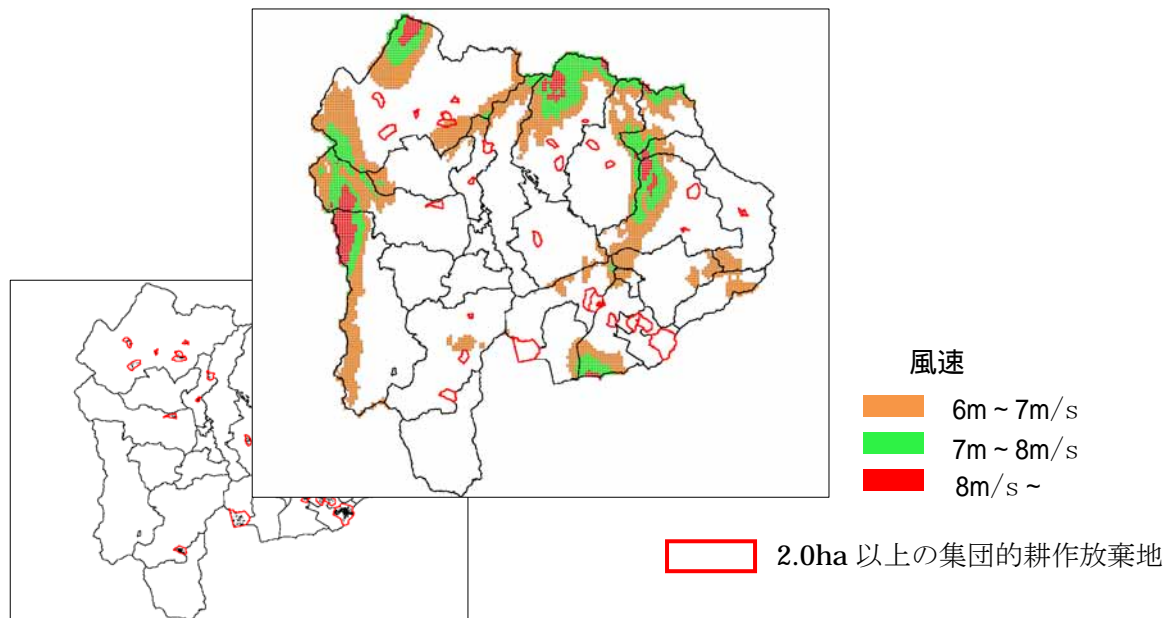 風速
6m ~ 7m/s
7m ~ 8m/s
8m/s ~
2.0ha 以上の集団的耕作放棄地